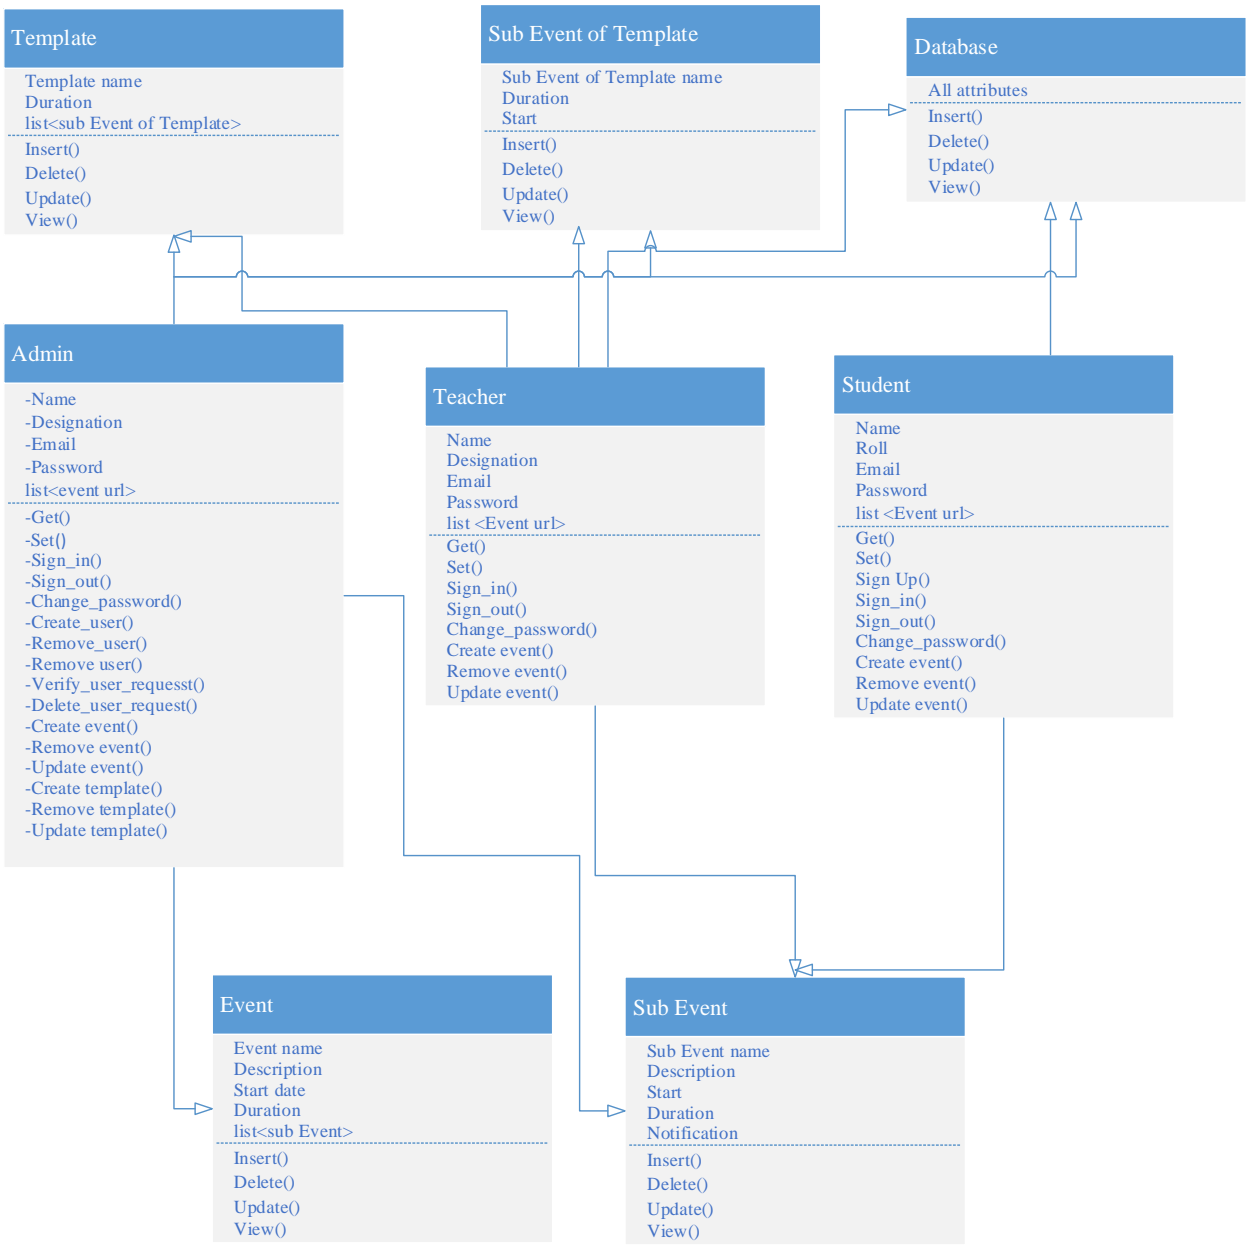 Template
Template name
Duration
list<sub Event of Template>
Insert()
Delete()
Update()
View()
Sub Event of Template
Sub Event of Template name
Duration
Start
Insert()
Delete()
Update()
View()
Database
All attributes
Insert()
Delete()
Update()
View()
Admin
-Name
-Designation
-Email
-Password
list<event url>
-Get()
-Set()
-Sign_in()
-Sign_out()
-Change_password()
-Create_user()
-Remove_user()
-Remove user()
-Verify_user_requesst()
-Delete_user_request()
-Create event()
-Remove event()
-Update event()
-Create template()
-Remove template()
-Update template()
Teacher
Name
Designation
Email
Password
list <Event url>
Get()
Set()
Sign_in()
Sign_out()
Change_password()
Create event()
Remove event()
Update event()
Student
Name
Roll
Email
Password
list <Event url>
Get()
Set()
Sign Up()
Sign_in()
Sign_out()
Change_password()
Create event()
Remove event()
Update event()
Event
Event name
Description
Start date
Duration
list<sub Event>
Insert()
Delete()
Update()
View()
Sub Event
Sub Event name
Description
Start
Duration
Notification
Insert()
Delete()
Update()
View()